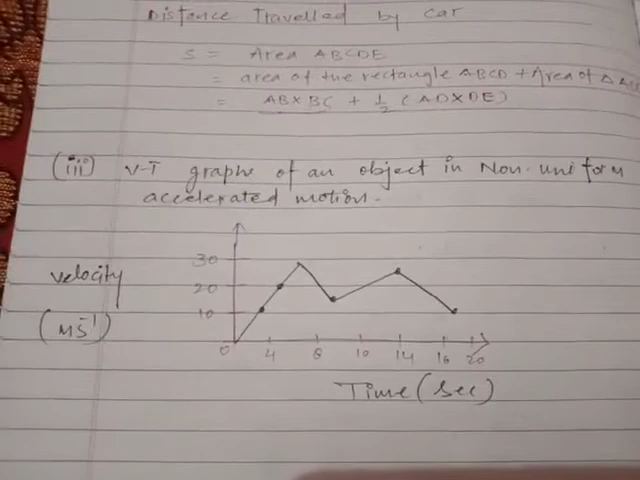 Distance Travelled by car
S = Area ABCDE
= area of the rectangle ABCD + Area of Δ
= AB×BC + 1/2 (AD×DE)
(iii) V-T graph of an object in Non-uniform
accelerated motion.
30
velocity
20
10
(MS⁻¹)
0 4 8 10 14 16 20
Time (sec)